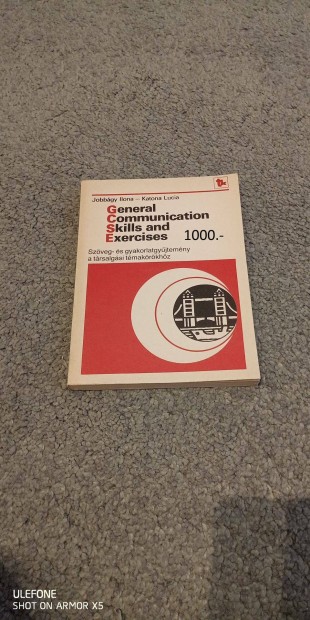 Jobbágy Ilona – Katona Lucia
General
Communication
Skills and
Exercises 1000.-
Szöveg- és gyakorlatgyűjtemény
a társalgási témakörökhöz
ULEFONE
SHOT ON ARMOR X5